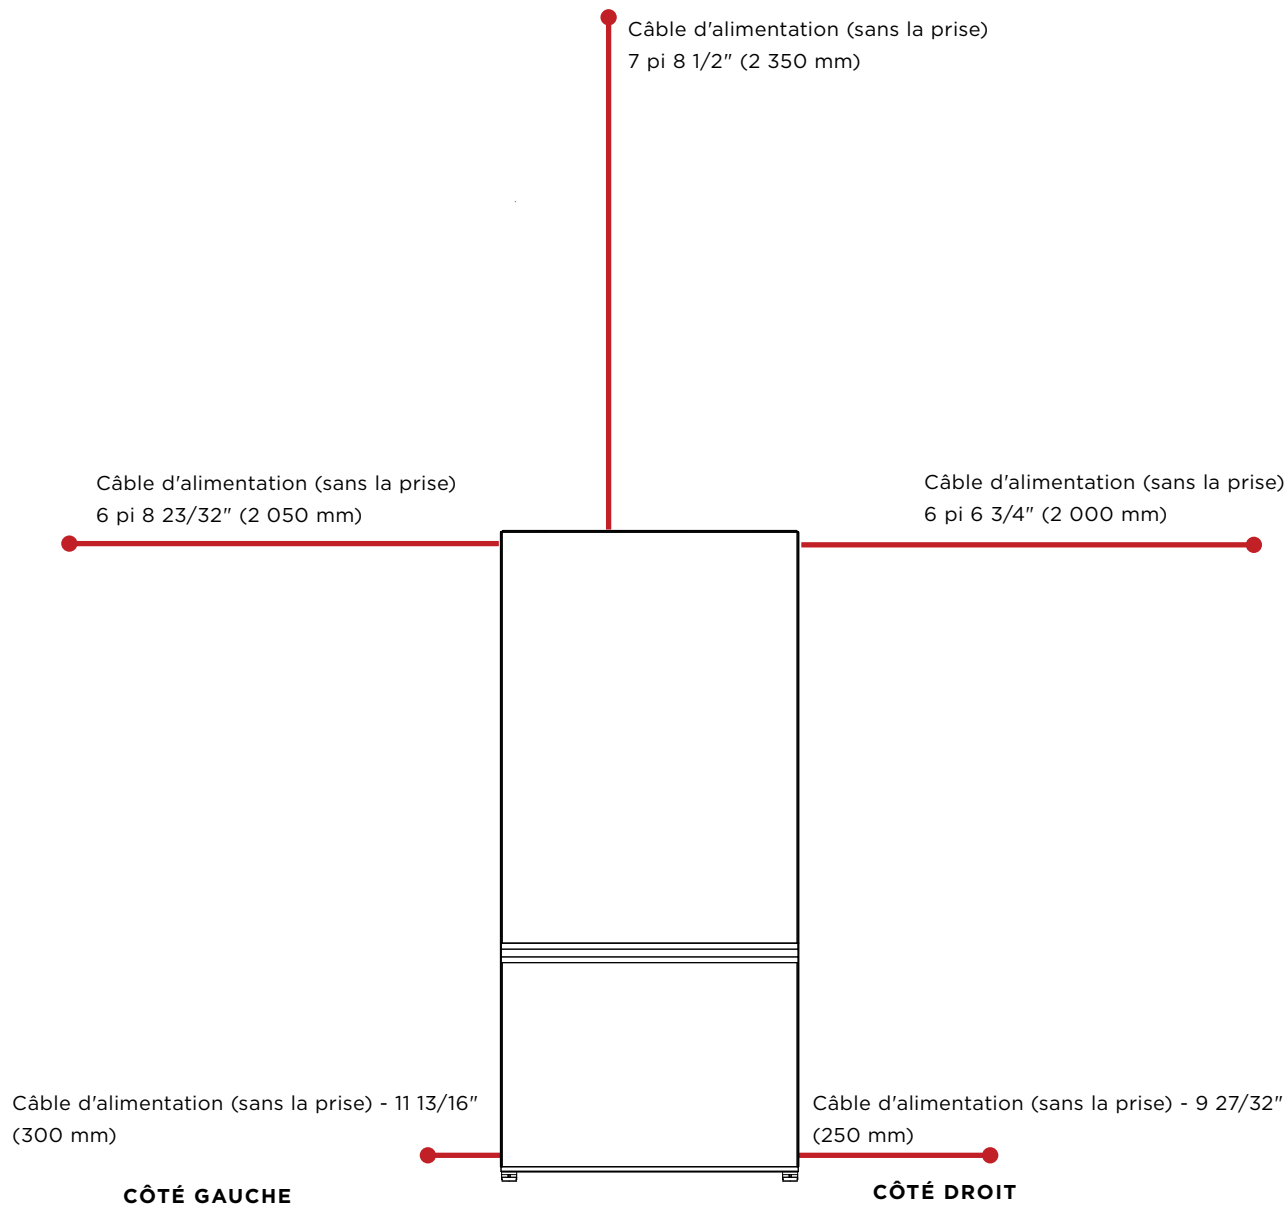 Câble d'alimentation (sans la prise)
7 pi 8 1/2" (2 350 mm)
Câble d'alimentation (sans la prise)
6 pi 8 23/32" (2 050 mm)
Câble d'alimentation (sans la prise)
6 pi 6 3/4" (2 000 mm)
Câble d'alimentation (sans la prise) - 11 13/16"
(300 mm)
Câble d'alimentation (sans la prise) - 9 27/32"
(250 mm)
CÔTÉ GAUCHE
CÔTÉ DROIT